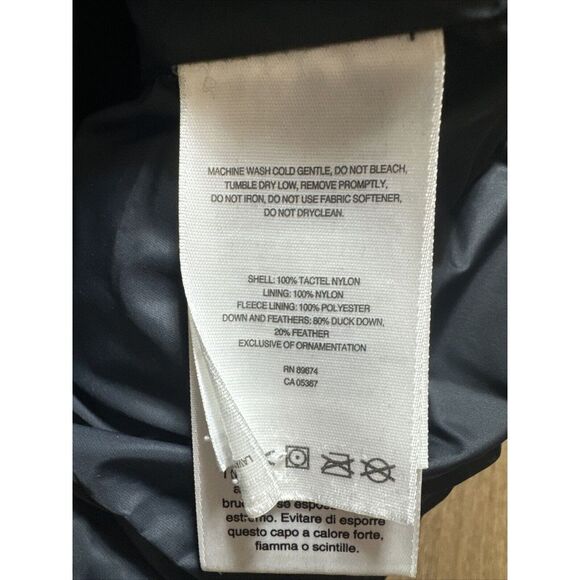 MACHINE WASH COLD GENTLE, DO NOT BLEACH,
TUMBLE DRY LOW, REMOVE PROMPTLY,
DO NOT IRON, DO NOT USE FABRIC SOFTENER,
DO NOT DRYCLEAN.
SHELL: 100% TACTEL NYLON
LINING: 100% NYLON
FLEECE LINING: 100% POLYESTER
DOWN AND FEATHERS: 80% DUCK DOWN,
20% FEATHER
EXCLUSIVE OF ORNAMENTATION
RN 89674
CA 05367
estremo. Evitare di esporre
questo capo a calore forte,
fiamma o scintille.